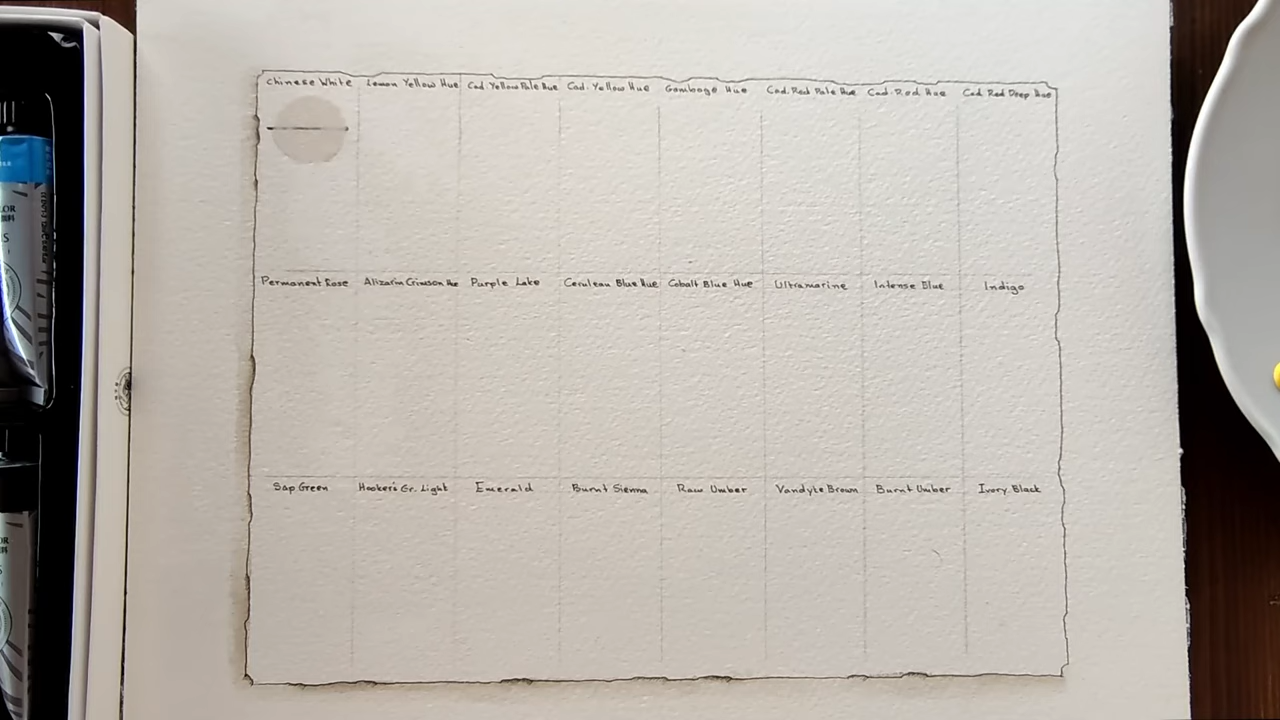 Chinese White Lemon Yellow Hue Cad. Yellow Pale Hue Cad. Yellow Hue Gamboge Hue Cad. Red Pale Hue Cad. Red Hue Cad. Red Deep Hue
Permanent Rose Alizarin Crimson Hue Purple Lake Cerulean Blue Hue Cobalt Blue Hue Ultramarine Intense Blue Indigo
Sap Green Hooker's Gr. Light Emerald Burnt Sienna Raw Umber Vandyke Brown Burnt Umber Ivory Black